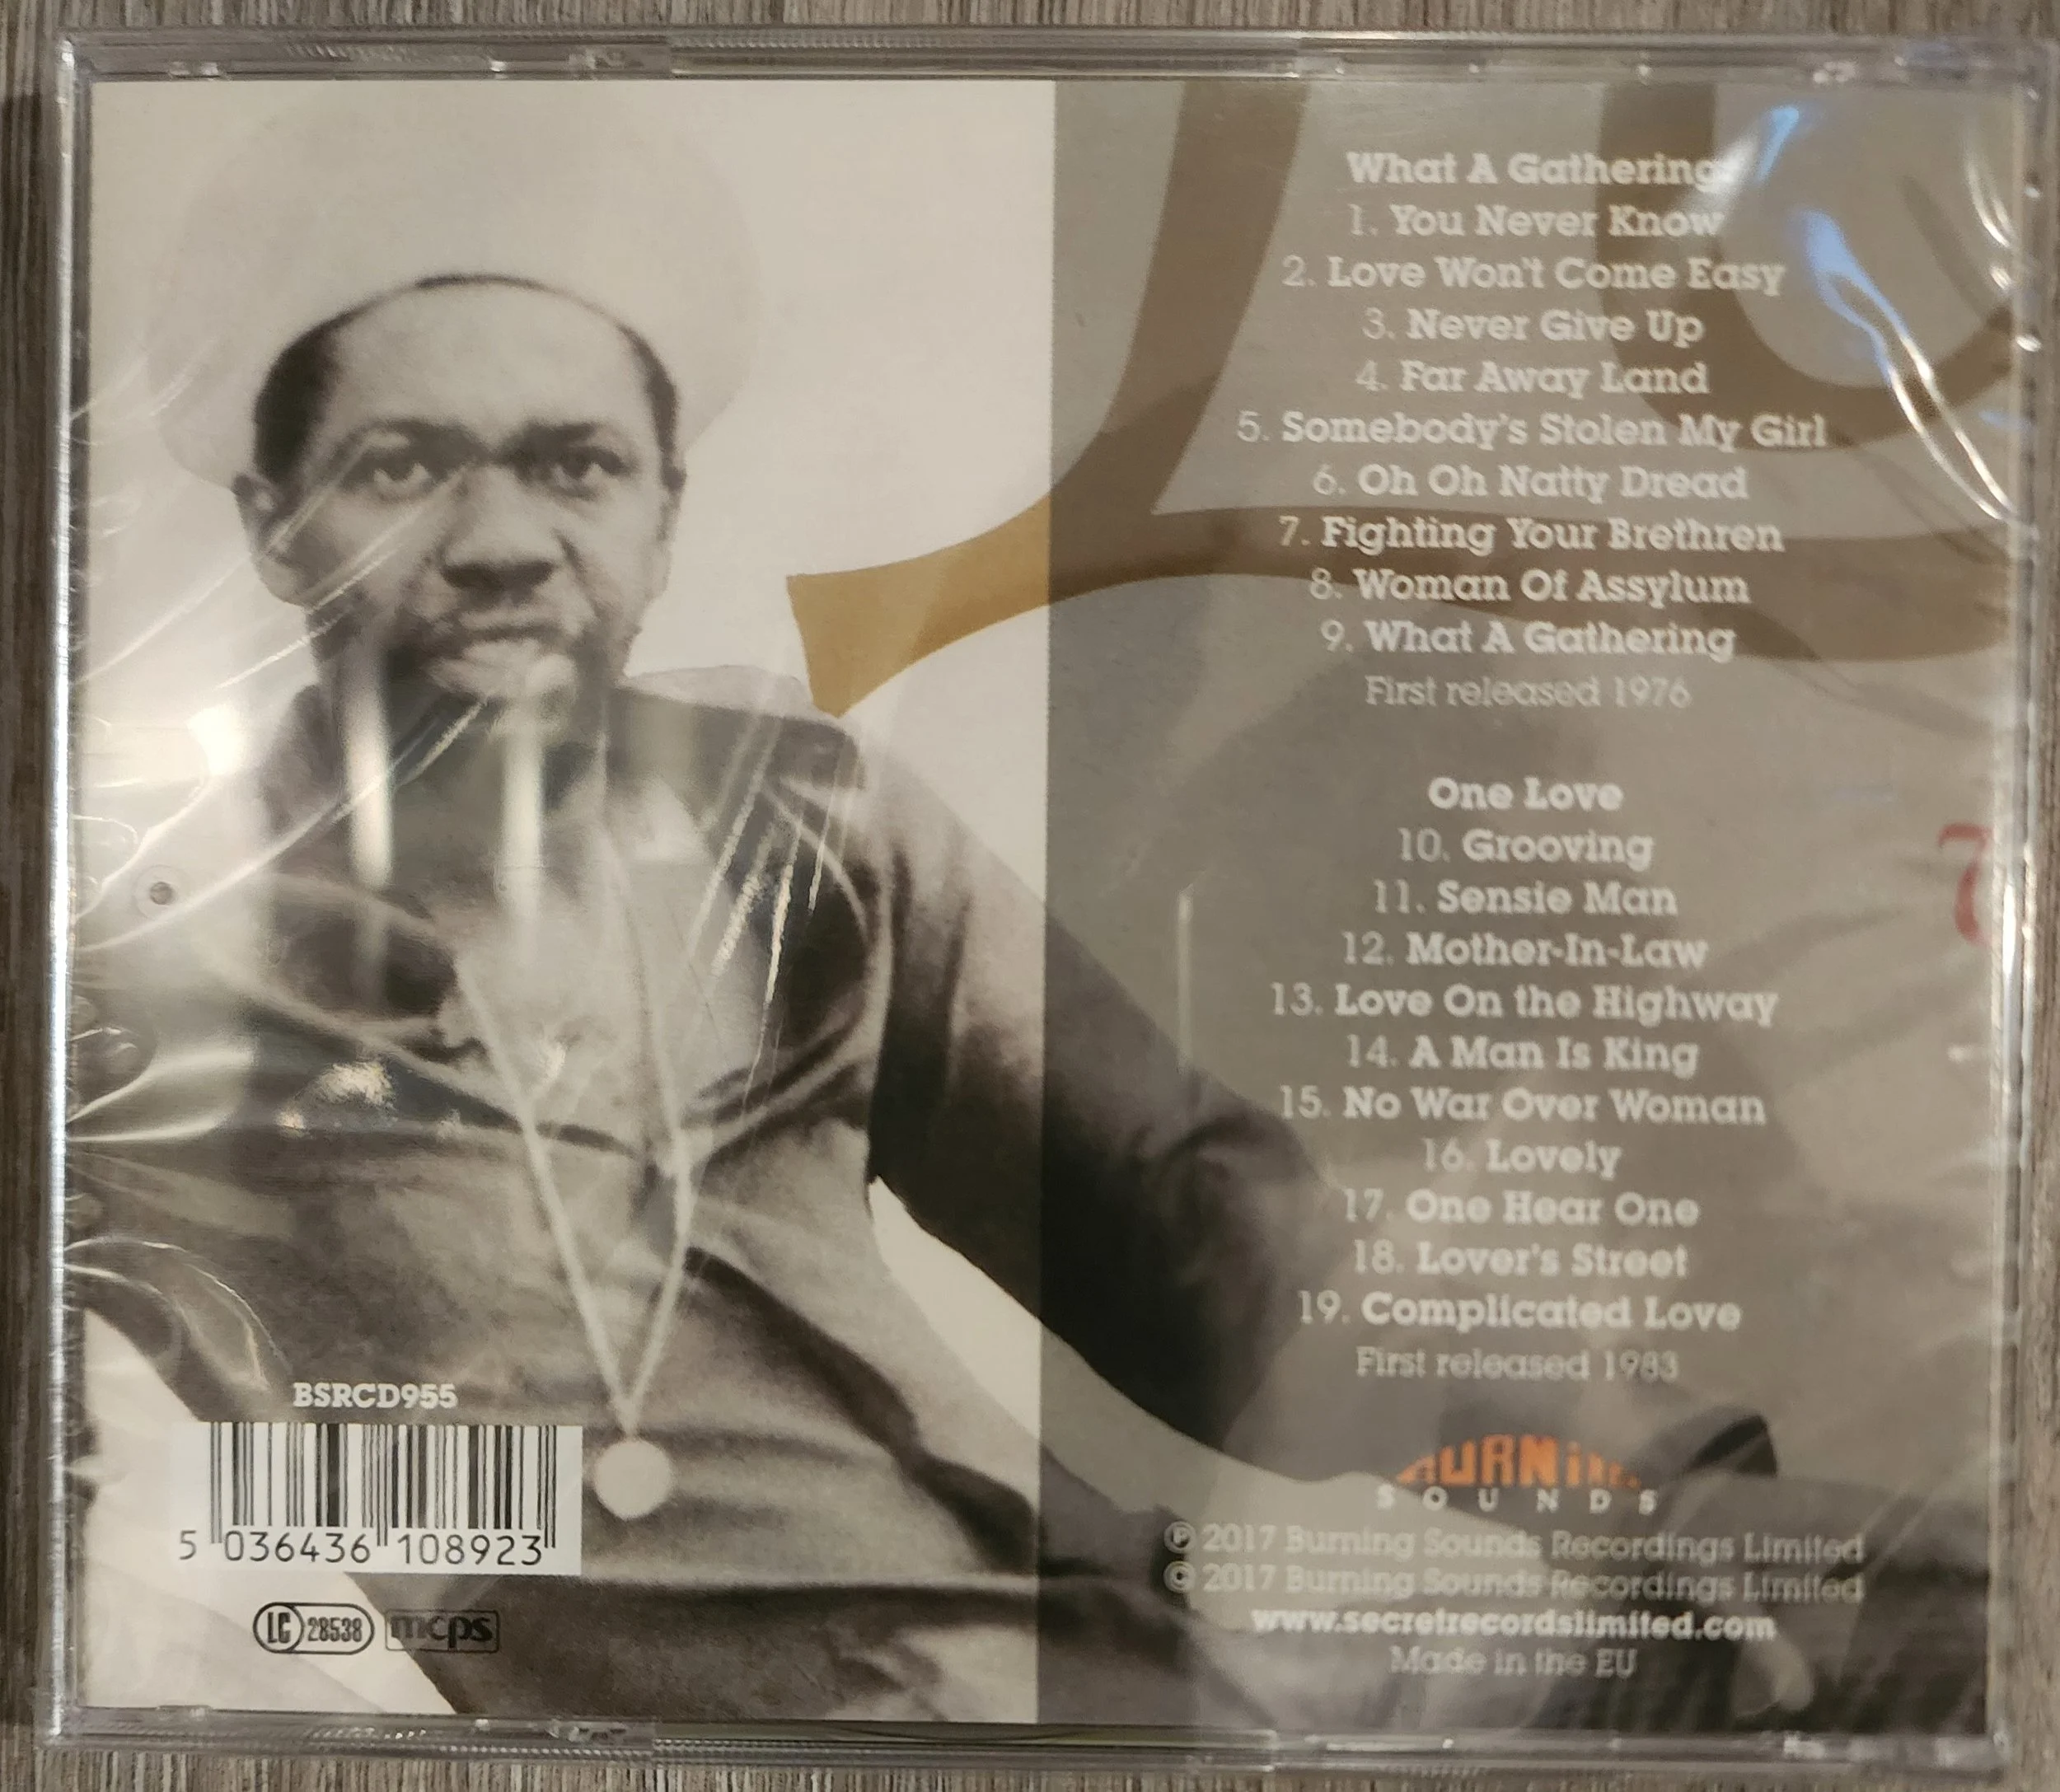 What A Gathering
1. You Never Know
2. Love Won't Come Easy
3. Never Give Up
4. Far Away Land
5. Somebody's Stolen My Girl
6. Oh Oh Natty Dread
7. Fighting Your Brethren
8. Woman Of Assylum
9. What A Gathering
First released 1976
One Love
10. Grooving
11. Sensie Man
12. Mother-In-Law
13. Love On the Highway
14. A Man Is King
15. No War Over Woman
16. Lovely
17. One Hear One
18. Lover's Street
19. Complicated Love
First released 1983
SOUNDS
℗ 2017 Burning Sounds Recordings Limited
© 2017 Burning Sounds Recordings Limited
www.secretrecordslimited.com
Made in the EU
BSRCD955
5 036436 108923
LC 28538 mcps
7